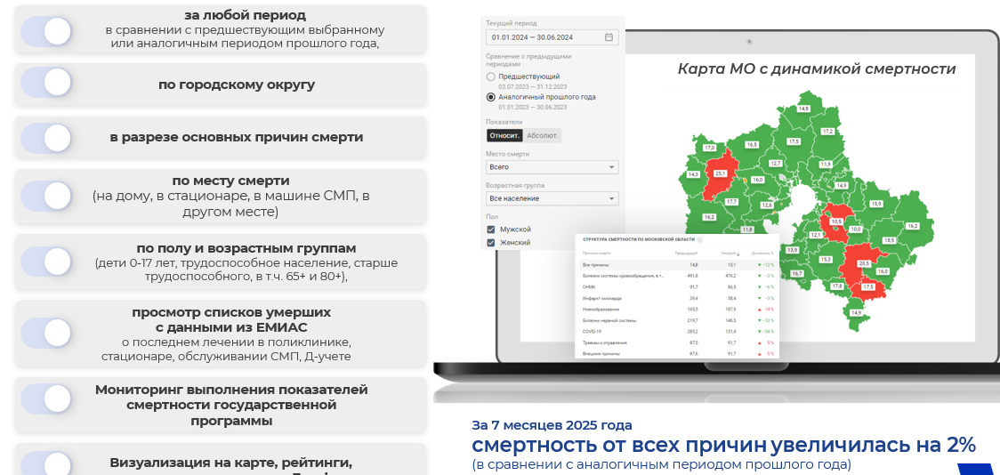 за любой период
в сравнении с предшествующим выбранному
или аналогичным периодом прошлого года,
по городскому округу
в разрезе основных причин смерти
по месту смерти
(на дому, в стационаре, в машине СМП, в
другом месте)
по полу и возрастным группам
(дети 0-17 лет, трудоспособное население, старше
трудоспособного, в т.ч. 65+ и 80+),
просмотр списков умерших
с данными из ЕМИАС
о последнем лечении в поликлинике,
стационаре, обслуживании СМП, Д-учете
Мониторинг выполнения показателей
смертности государственной
программы
Визуализация на карте, рейтинги,
Текущий период
01.01.2024 — 30.06.2024
Сравнение с предыдущими
периодами
Предшествующий
03.07.2023 — 31.12.2023
Аналогичный прошлого года
01.01.2023 — 30.06.2023
Показатели
Относит. Абсолют.
Место смерти
Всего
Возрастная группа
Все население
Пол
Мужской
Женский
Карта МО с динамикой смертности
14,8
17,2
17,5
16,5
17,0
12,7
11,9
14,3
25,1
16,0
14,9
17,7
12,6
15,9
16,2
10,5
16,2
11,8
10,0
12,1
18,5
13,9
15,3
20,5
16,7
16,0
17,8
17,5
14,9
СТРУКТУРА СМЕРТНОСТИ ПО МОСКОВСКОЙ ОБЛАСТИ
Причина смерти Предыдущий Текущий Динамика, %
Все причины 14,8 13,1 ▼ −12 %
Болезни системы кровообращения, в т... 491,8 476,2 ▼ −3 %
ОНМК 91,7 86,5 ▼ −6 %
Инфаркт миокарда 39,4 38,4 ▼ −3 %
Новообразования 165,5 187,9 ▲ 14 %
Болезни нервной системы 219,7 146,5 ▼ −33 %
COVID-19 285,2 131,4 ▼ −54 %
Травмы и отравления 87,5 91,7 ▲ 5 %
Внешние причины 87,6 91,7 ▲ 5 %
За 7 месяцев 2025 года
смертность от всех причин увеличилась на 2%
(в сравнении с аналогичным периодом прошлого года)